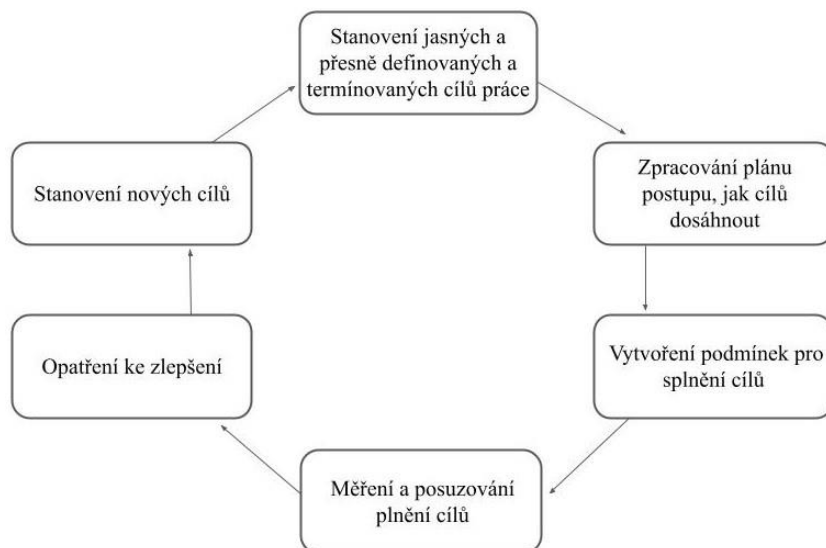 Stanovení jasných a
přesně definovaných a
termínovaných cílů práce
Zpracování plánu
postupu, jak cílů
dosáhnout
Vytvoření podmínek pro
splnění cílů
Měření a posuzování
plnění cílů
Opatření ke zlepšení
Stanovení nových cílů